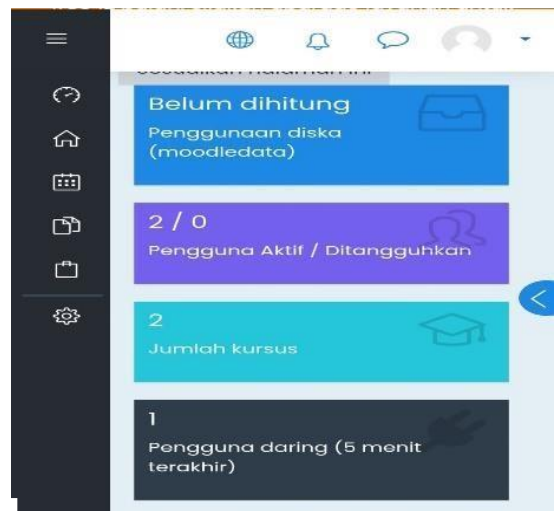 Belum dihitung
Penggunaan diska
(moodledata)
2 / 0
Pengguna Aktif / Ditangguhkan
2
Jumlah kursus
1
Pengguna daring (5 menit
terakhir)